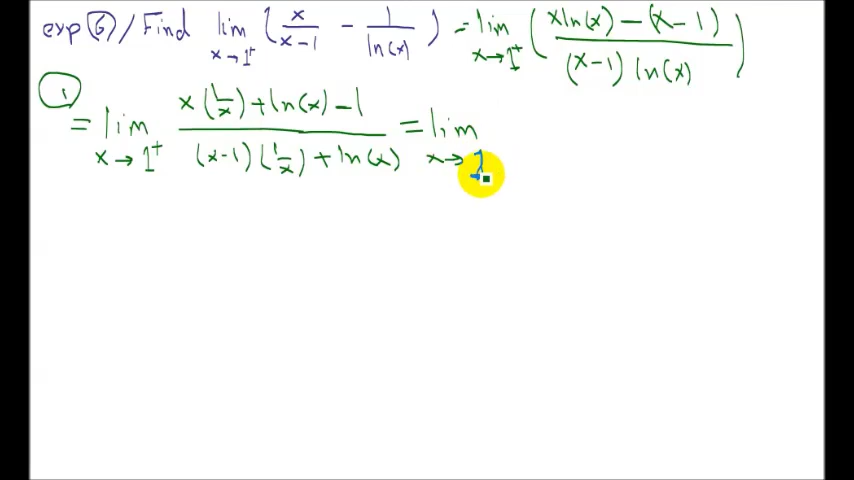 exp (6) / Find lim x→1⁺ ( x/(x-1) - 1/ln(x) ) = lim x→1⁺ ( (x ln(x) - (x-1)) / ((x-1) ln(x)) )
(1) = lim x→1⁺ (x(1/x) + ln(x) - 1) / ((x-1)(1/x) + ln(x)) = lim x→1